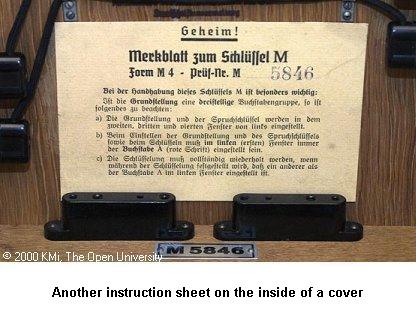 Geheim!
Merkblatt zum Schlüssel M
Form M 4 - Prüf-Nr. M 5846
Bei der Handhabung dieses Schlüssels M ist besonders wichtig:
Ist die Grundstellung eine dreistellige Buchstabengruppe, so ist
folgendes zu beachten:
a) Die Grundstellung und der Spruchschlüssel werden in dem
zweiten, dritten und vierten Fenster von links eingestellt.
b) Beim Einstellen der Grundstellung und des Spruchschlüssels
sowie beim Schlüsseln muß im linken (ersten) Fenster immer
der Buchstabe A (rote Schrift) eingestellt sein.
c) Die Schlüsselung muß vollständig wiederholt werden, wenn
während der Schlüsselung festgestellt wird, daß ein anderer als
der Buchstabe A im linken Fenster eingestellt ist.
M 5846
© 2000 KMi, The Open University
Another instruction sheet on the inside of a cover